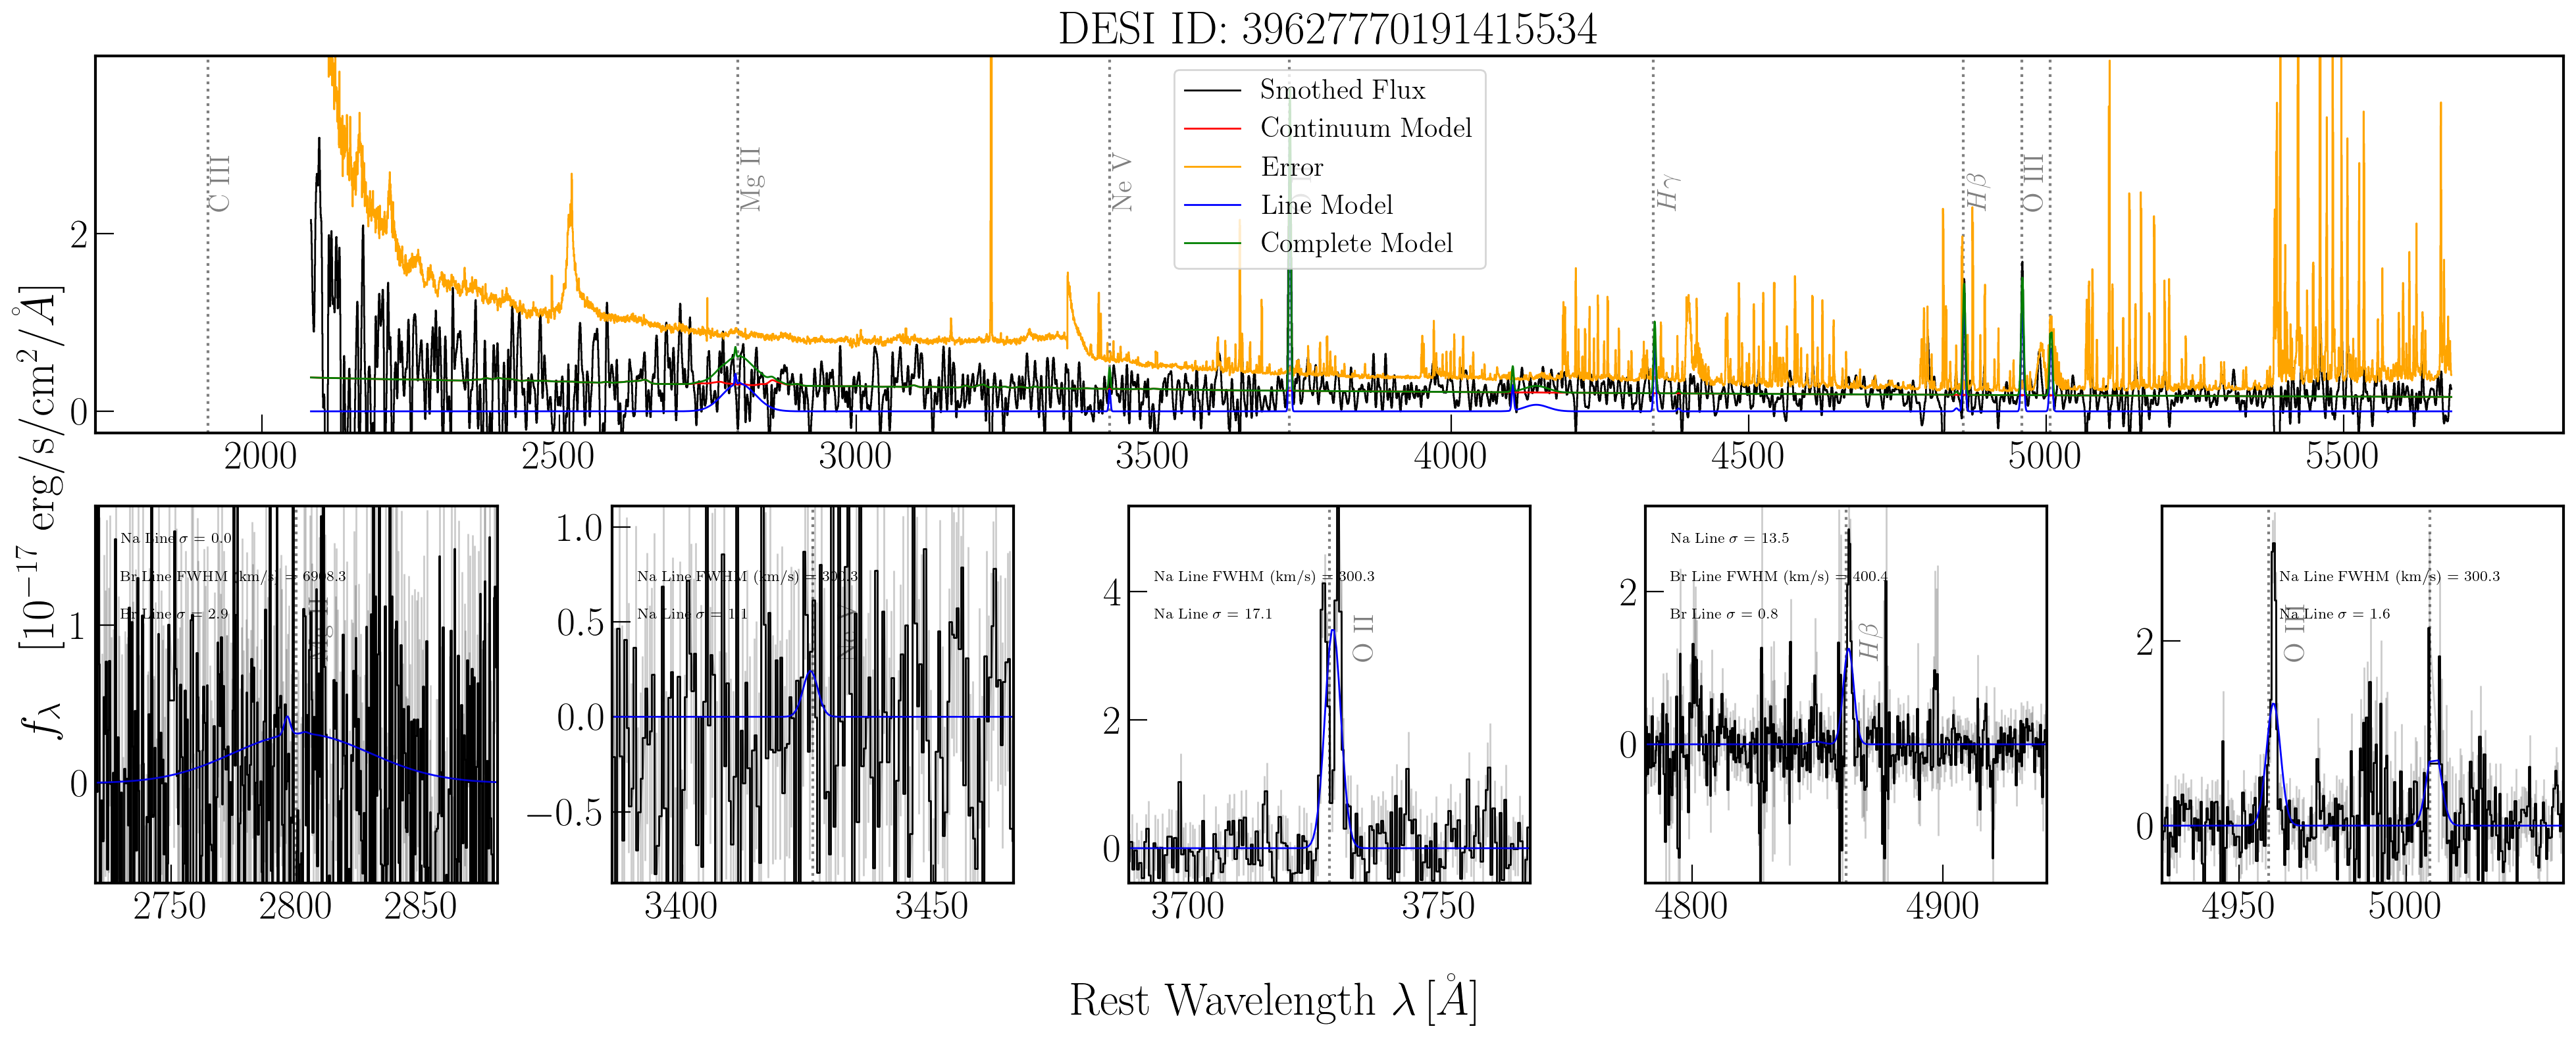 DESI ID: 39627770191415534
Smothed Flux
Continuum Model
Error
Line Model
Complete Model
C III
Mg II
Ne V
Hγ
Hβ
O III
2
0
2000 2500 3000 3500 4000 4500 5000 5500
f_λ [10⁻¹⁷ erg/s/cm²/Å]
Na Line σ = 0.0
Br Line FWHM (km/s) = 6908.3
Br Line σ = 2.9
1
0
2750 2800 2850
Na Line FWHM (km/s) = 300.3
Na Line σ = 1.1
1.0
0.5
0.0
−0.5
3400 3450
Na Line FWHM (km/s) = 300.3
Na Line σ = 17.1
O II
4
2
0
3700 3750
Na Line σ = 13.5
Br Line FWHM (km/s) = 400.4
Br Line σ = 0.8
Hβ
2
0
4800 4900
Na Line FWHM (km/s) = 300.3
Na Line σ = 1.6
O III
2
0
4950 5000
Rest Wavelength λ [Å]